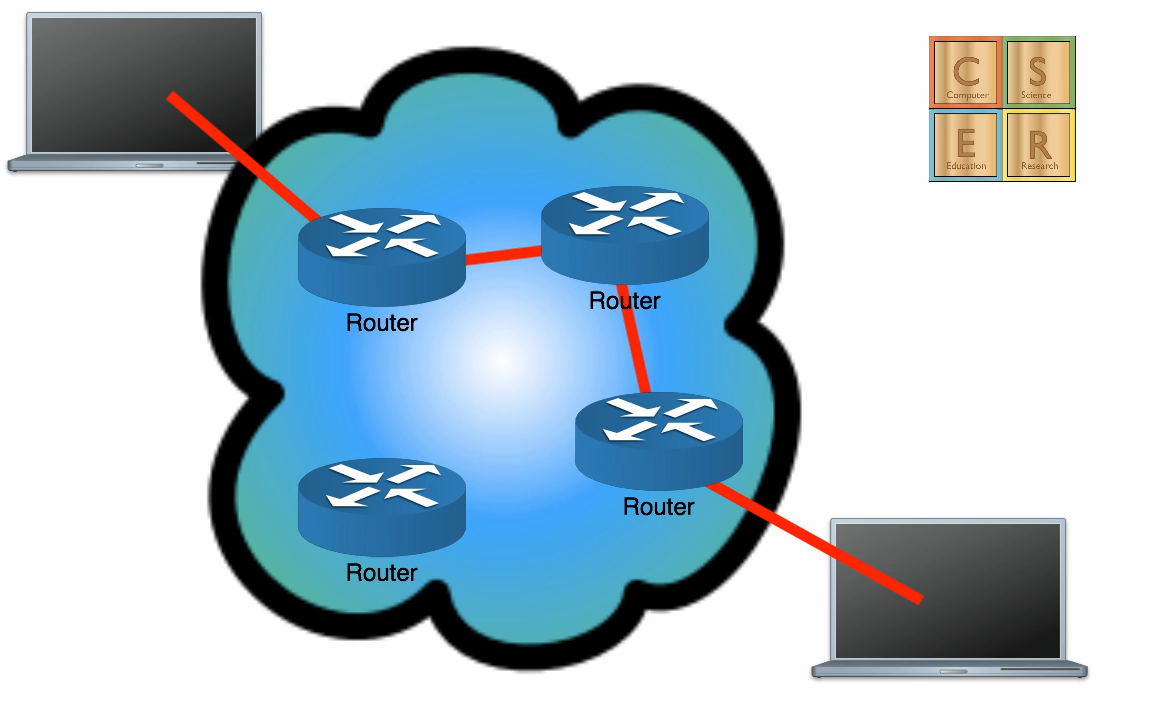 C S
Computer Science
E R
Education Research
Router
Router
Router
Router